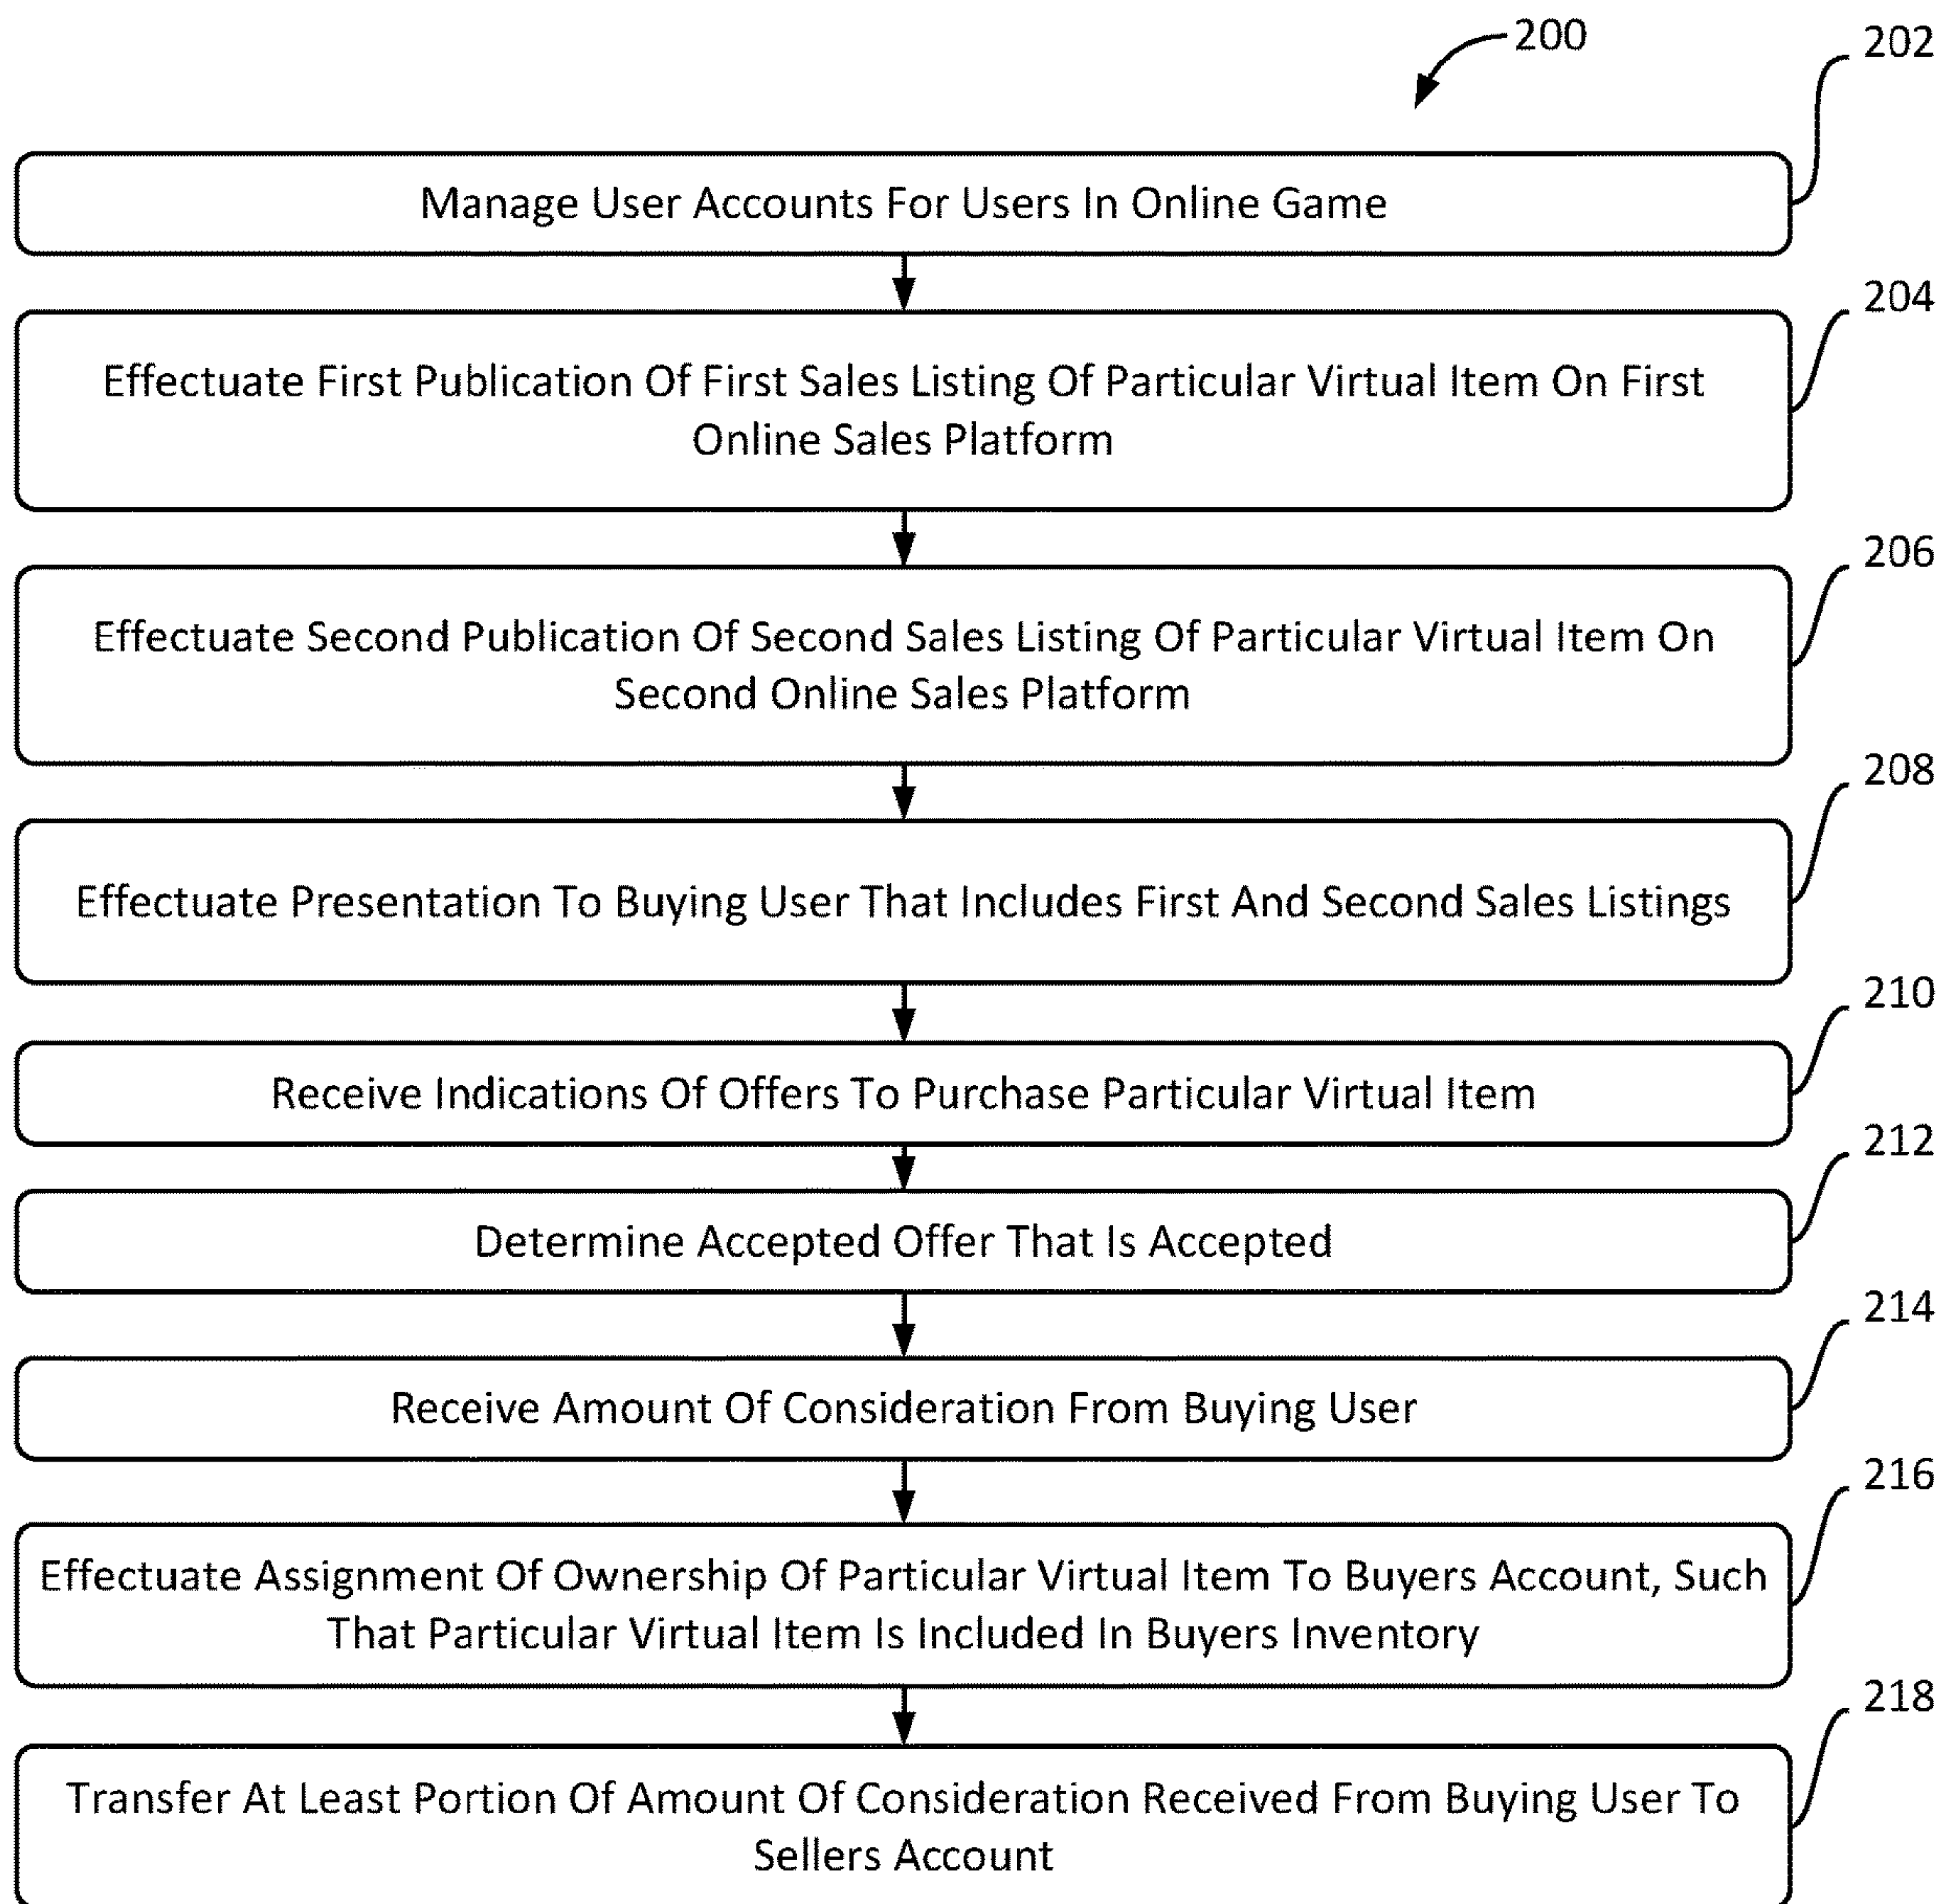 200
202
Manage User Accounts For Users In Online Game
204
Effectuate First Publication Of First Sales Listing Of Particular Virtual Item On First
Online Sales Platform
206
Effectuate Second Publication Of Second Sales Listing Of Particular Virtual Item On
Second Online Sales Platform
208
Effectuate Presentation To Buying User That Includes First And Second Sales Listings
210
Receive Indications Of Offers To Purchase Particular Virtual Item
212
Determine Accepted Offer That Is Accepted
214
Receive Amount Of Consideration From Buying User
216
Effectuate Assignment Of Ownership Of Particular Virtual Item To Buyers Account, Such
That Particular Virtual Item Is Included In Buyers Inventory
218
Transfer At Least Portion Of Amount Of Consideration Received From Buying User To
Sellers Account